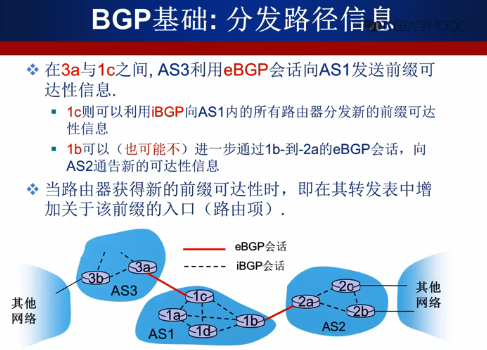 BGP基础: 分发路径信息
❖ 在3a与1c之间, AS3利用eBGP会话向AS1发送前缀可
达性信息.
▪ 1c则可以利用iBGP向AS1内的所有路由器分发新的前缀可达
性信息
▪ 1b可以（也可能不）进一步通过1b-到-2a的eBGP会话，向
AS2通告新的可达性信息
❖ 当路由器获得新的前缀可达性时，即在其转发表中增
加关于该前缀的入口（路由项）.
eBGP会话
iBGP会话
3b
3a
AS3
其他
网络
1c
1a
1d
1b
AS1
2c
2a
2b
AS2
其他
网络